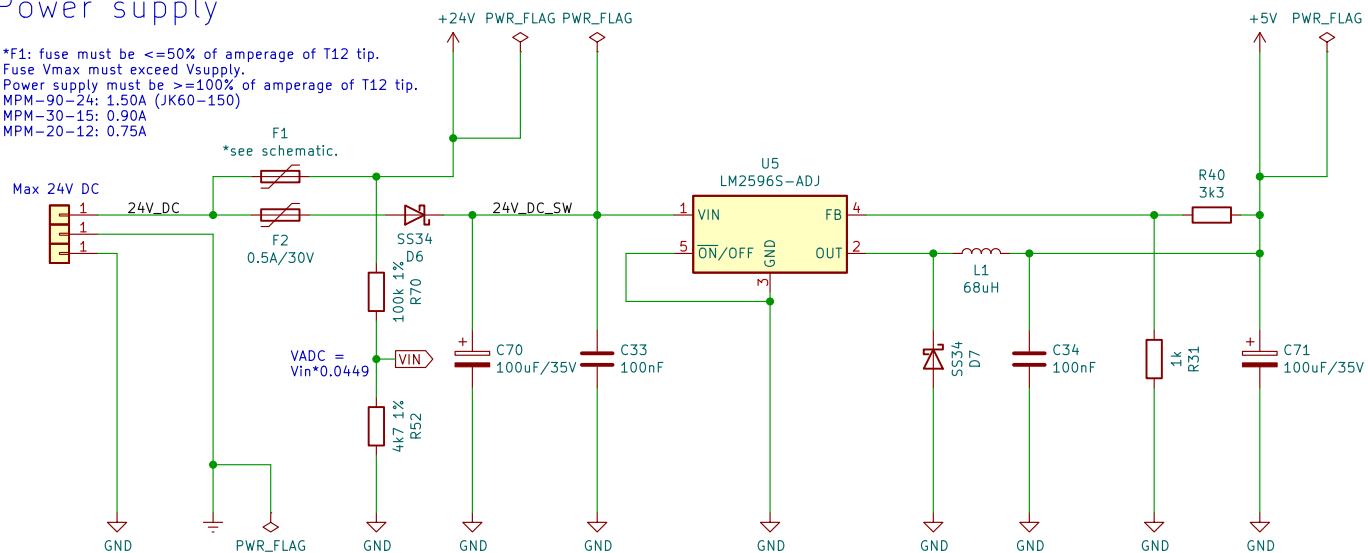 Power supply
*F1: fuse must be <=50% of amperage of T12 tip.
Fuse Vmax must exceed Vsupply.
Power supply must be >=100% of amperage of T12 tip.
MPM-90-24: 1.50A (JK60-150)
MPM-30-15: 0.90A
MPM-20-12: 0.75A
+24V PWR_FLAG PWR_FLAG
+5V PWR_FLAG
F1
*see schematic.
Max 24V DC
1
1
1
24V_DC
F2
0.5A/30V
SS34
D6
24V_DC_SW
100k 1%
R70
VADC =
Vin*0.0449
VIN
4k7 1%
R52
C70
100uF/35V
C33
100nF
U5
LM2596S-ADJ
1 VIN
5 ON/OFF
GND
3
FB 4
OUT 2
L1
68uH
SS34
D7
C34
100nF
R40
3k3
1k
R31
C71
100uF/35V
+
+
GND
PWR_FLAG
GND
GND
GND
GND
GND
GND
GND
GND